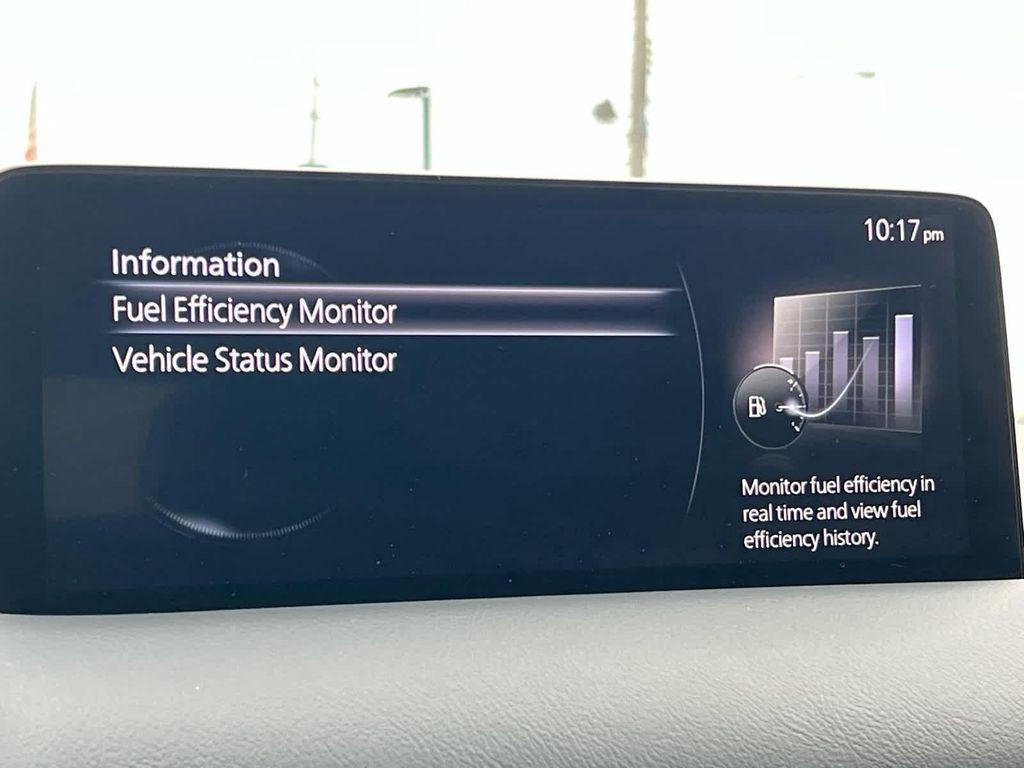 10:17 pm
Information
Fuel Efficiency Monitor
Vehicle Status Monitor
Monitor fuel efficiency in
real time and view fuel
efficiency history.